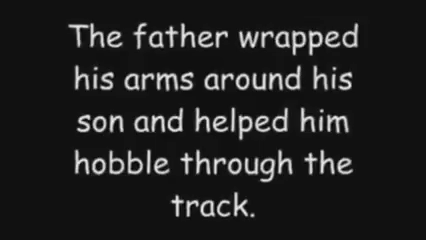 The father wrapped
his arms around his
son and helped him
hobble through the
track.